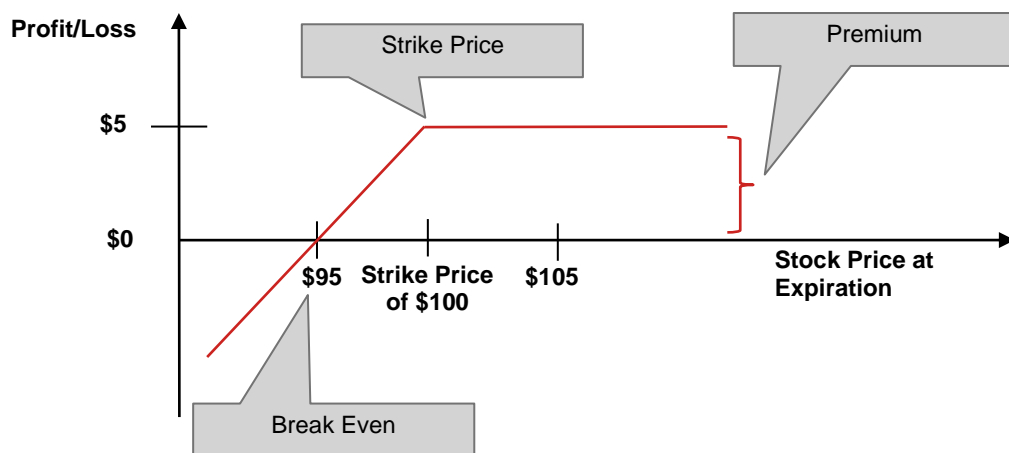 Profit/Loss
Strike Price
Premium
$5
$0
$95
Strike Price
of $100
$105
Stock Price at
Expiration
Break Even